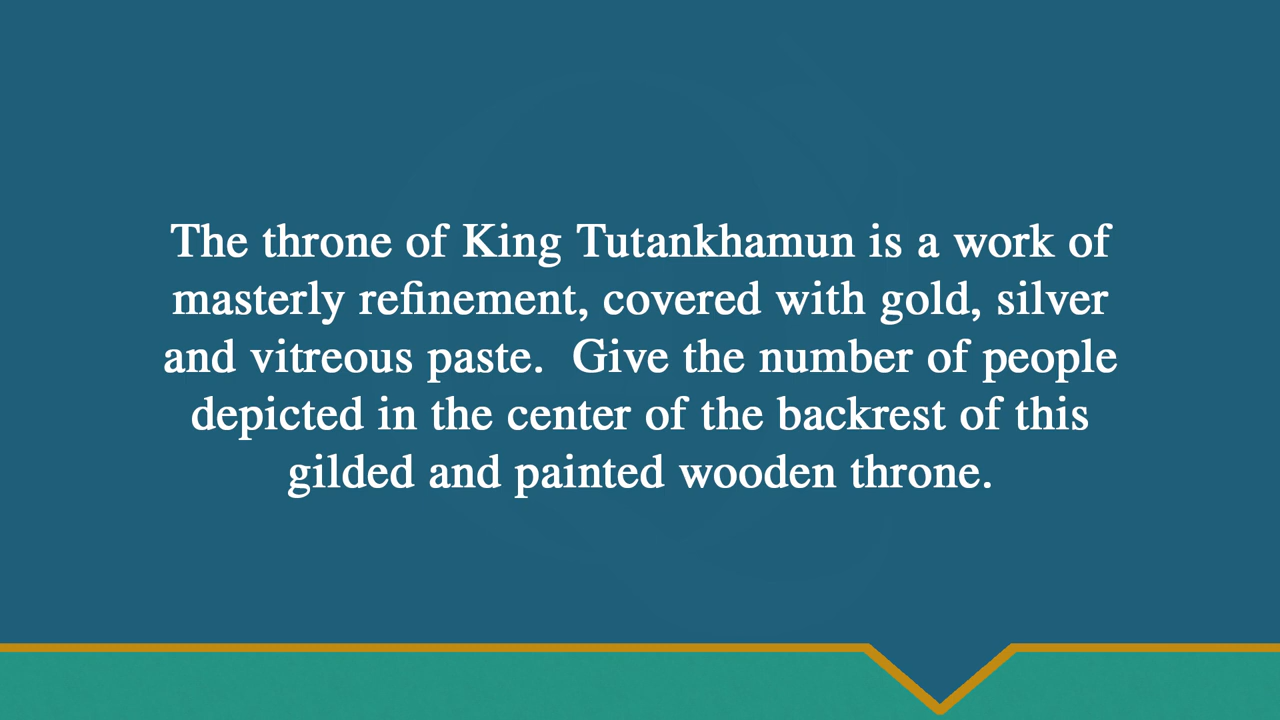 The throne of King Tutankhamun is a work of
masterly refinement, covered with gold, silver
and vitreous paste.  Give the number of people
depicted in the center of the backrest of this
gilded and painted wooden throne.